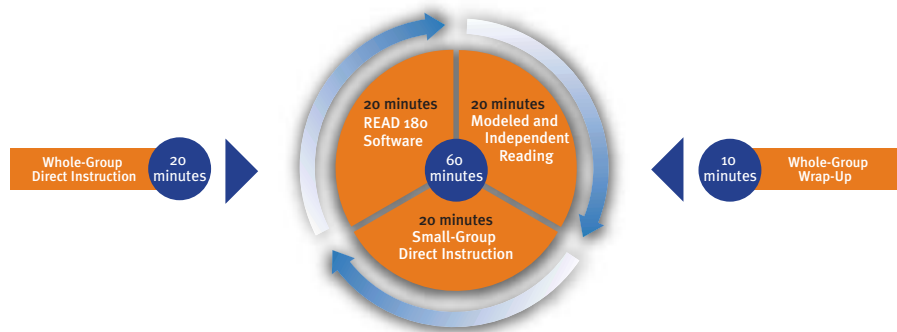 Whole-Group
Direct Instruction
20
minutes
20 minutes
READ 180
Software
20 minutes
Modeled and
Independent
Reading
60
minutes
20 minutes
Small-Group
Direct Instruction
10
minutes
Whole-Group
Wrap-Up